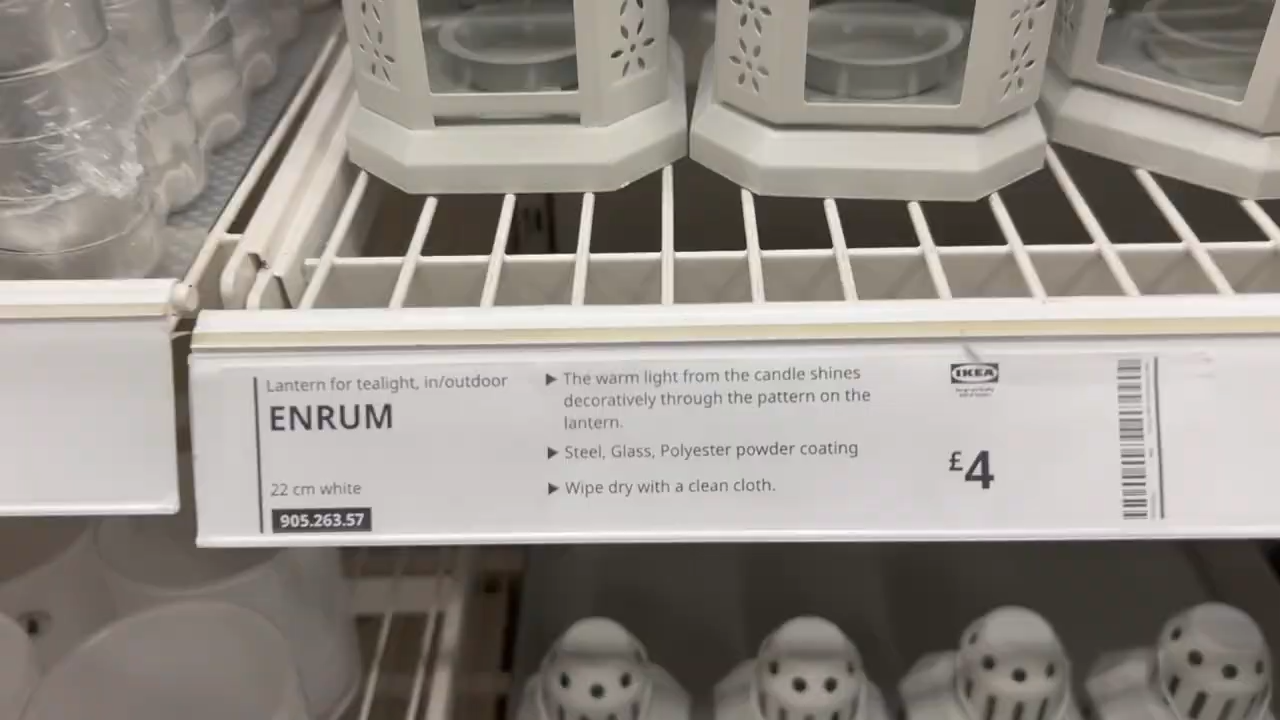 Lantern for tealight, in/outdoor
ENRUM
22 cm white
905.263.57
▶ The warm light from the candle shines
decoratively through the pattern on the
lantern.
▶ Steel, Glass, Polyester powder coating
▶ Wipe dry with a clean cloth.
IKEA
£4